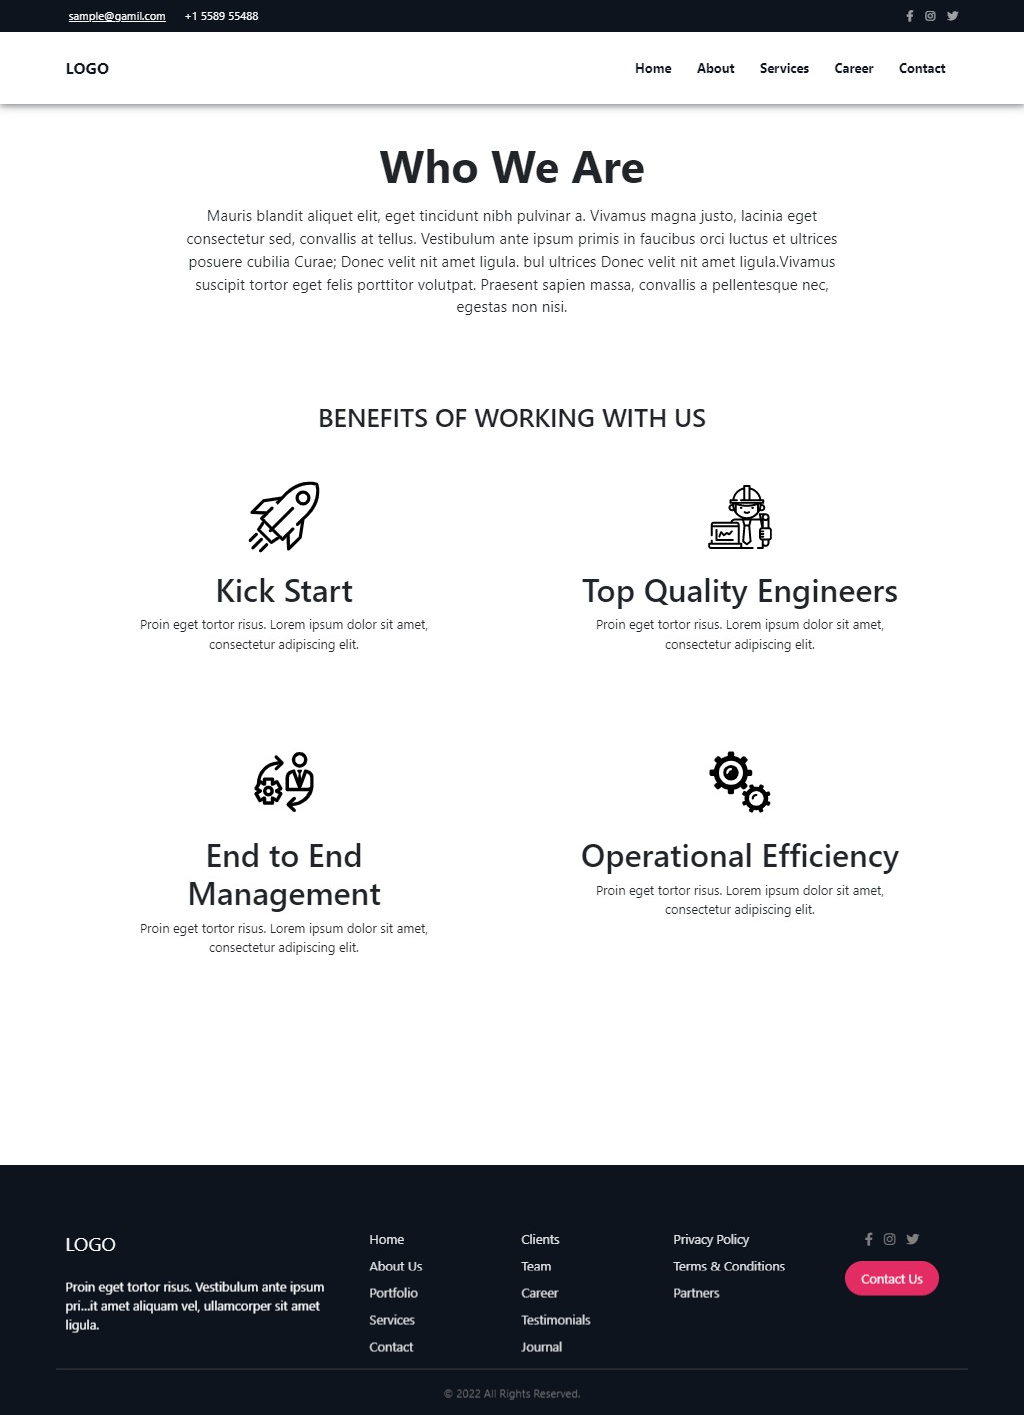 sample@gamil.com +1 5589 55488
LOGO Home About Services Career Contact
Who We Are
Mauris blandit aliquet elit, eget tincidunt nibh pulvinar a. Vivamus magna justo, lacinia eget
consectetur sed, convallis at tellus. Vestibulum ante ipsum primis in faucibus orci luctus et ultrices
posuere cubilia Curae; Donec velit nit amet ligula. bul ultrices Donec velit nit amet ligula.Vivamus
suscipit tortor eget felis porttitor volutpat. Praesent sapien massa, convallis a pellentesque nec,
egestas non nisi.
BENEFITS OF WORKING WITH US
Kick Start
Proin eget tortor risus. Lorem ipsum dolor sit amet,
consectetur adipiscing elit.
Top Quality Engineers
Proin eget tortor risus. Lorem ipsum dolor sit amet,
consectetur adipiscing elit.
End to End
Management
Proin eget tortor risus. Lorem ipsum dolor sit amet,
consectetur adipiscing elit.
Operational Efficiency
Proin eget tortor risus. Lorem ipsum dolor sit amet,
consectetur adipiscing elit.
LOGO
Proin eget tortor risus. Vestibulum ante ipsum
pri...it amet aliquam vel, ullamcorper sit amet
ligula.
Home
About Us
Portfolio
Services
Contact
Clients
Team
Career
Testimonials
Journal
Privacy Policy
Terms & Conditions
Partners
Contact Us
© 2022 All Rights Reserved.